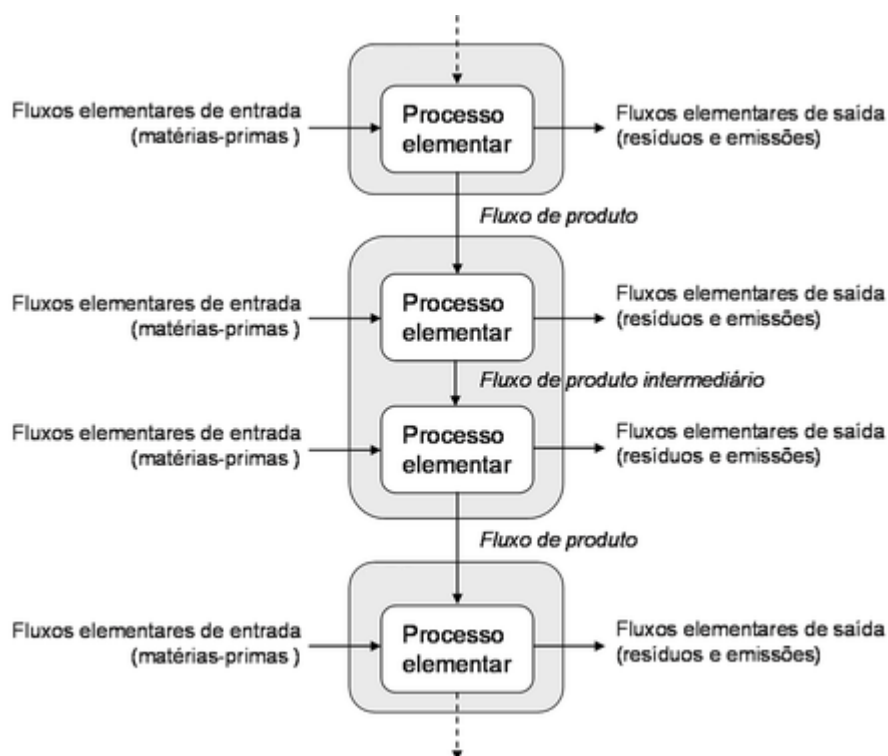 Fluxos elementares de entrada
(matérias-primas )
Processo
elementar
Fluxos elementares de saída
(resíduos e emissões)
Fluxo de produto
Fluxos elementares de entrada
(matérias-primas )
Processo
elementar
Fluxos elementares de saída
(resíduos e emissões)
Fluxo de produto intermediário
Fluxos elementares de entrada
(matérias-primas )
Processo
elementar
Fluxos elementares de saída
(resíduos e emissões)
Fluxo de produto
Fluxos elementares de entrada
(matérias-primas )
Processo
elementar
Fluxos elementares de saída
(resíduos e emissões)